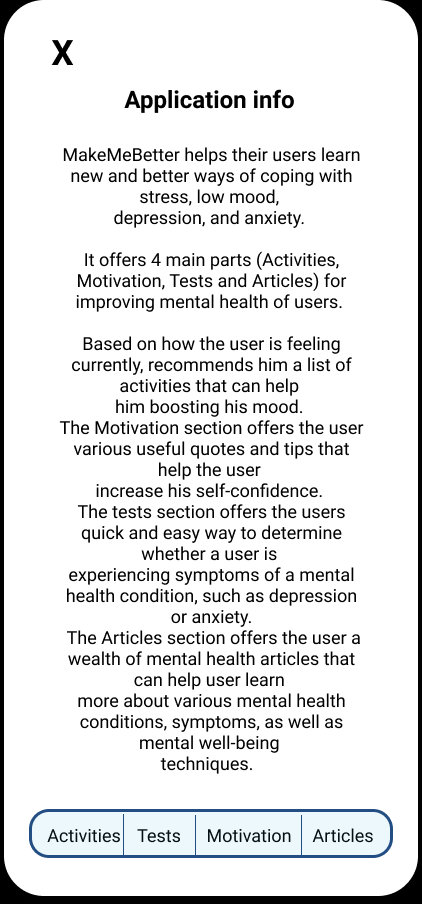 X
Application info
MakeMeBetter helps their users learn
new and better ways of coping with
stress, low mood,
depression, and anxiety.
It offers 4 main parts (Activities,
Motivation, Tests and Articles) for
improving mental health of users.
Based on how the user is feeling
currently, recommends him a list of
activities that can help
him boosting his mood.
The Motivation section offers the user
various useful quotes and tips that
help the user
increase his self-confidence.
The tests section offers the users
quick and easy way to determine
whether a user is
experiencing symptoms of a mental
health condition, such as depression
or anxiety.
The Articles section offers the user a
wealth of mental health articles that
can help user learn
more about various mental health
conditions, symptoms, as well as
mental well-being
techniques.
Activities Tests Motivation Articles